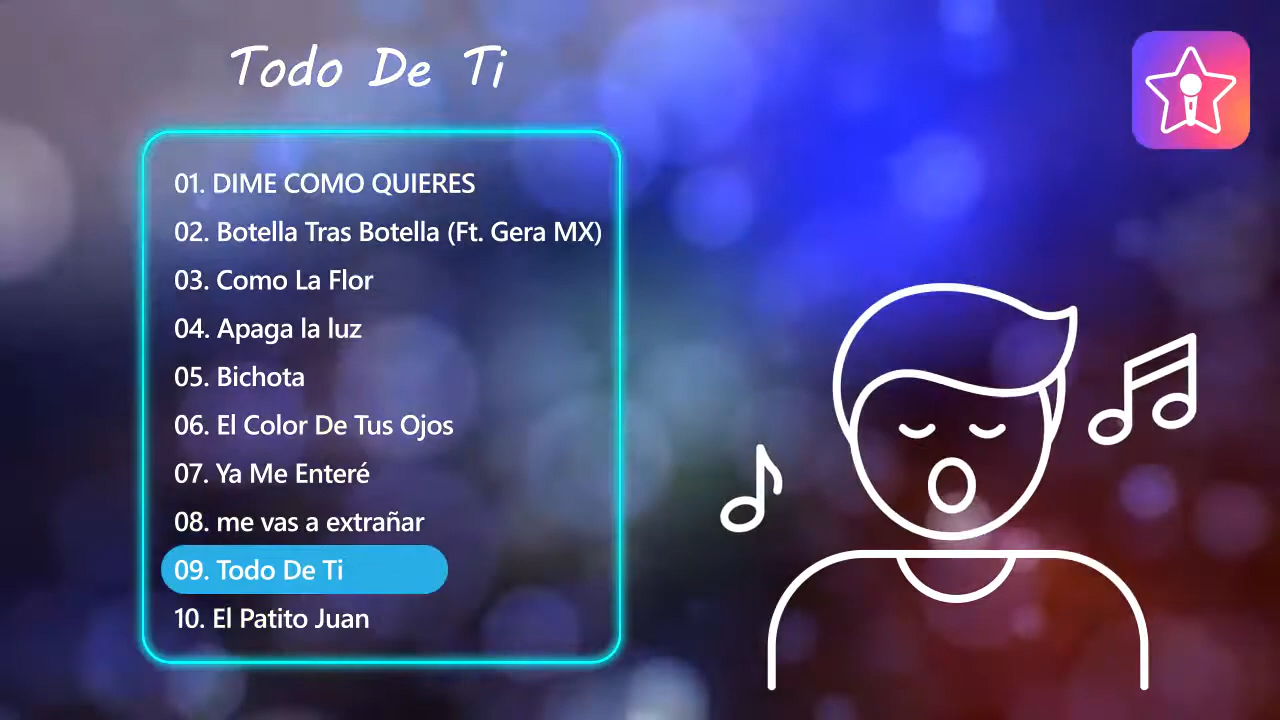 Todo De Ti
01. DIME COMO QUIERES
02. Botella Tras Botella (Ft. Gera MX)
03. Como La Flor
04. Apaga la luz
05. Bichota
06. El Color De Tus Ojos
07. Ya Me Enteré
08. me vas a extrañar
09. Todo De Ti
10. El Patito Juan